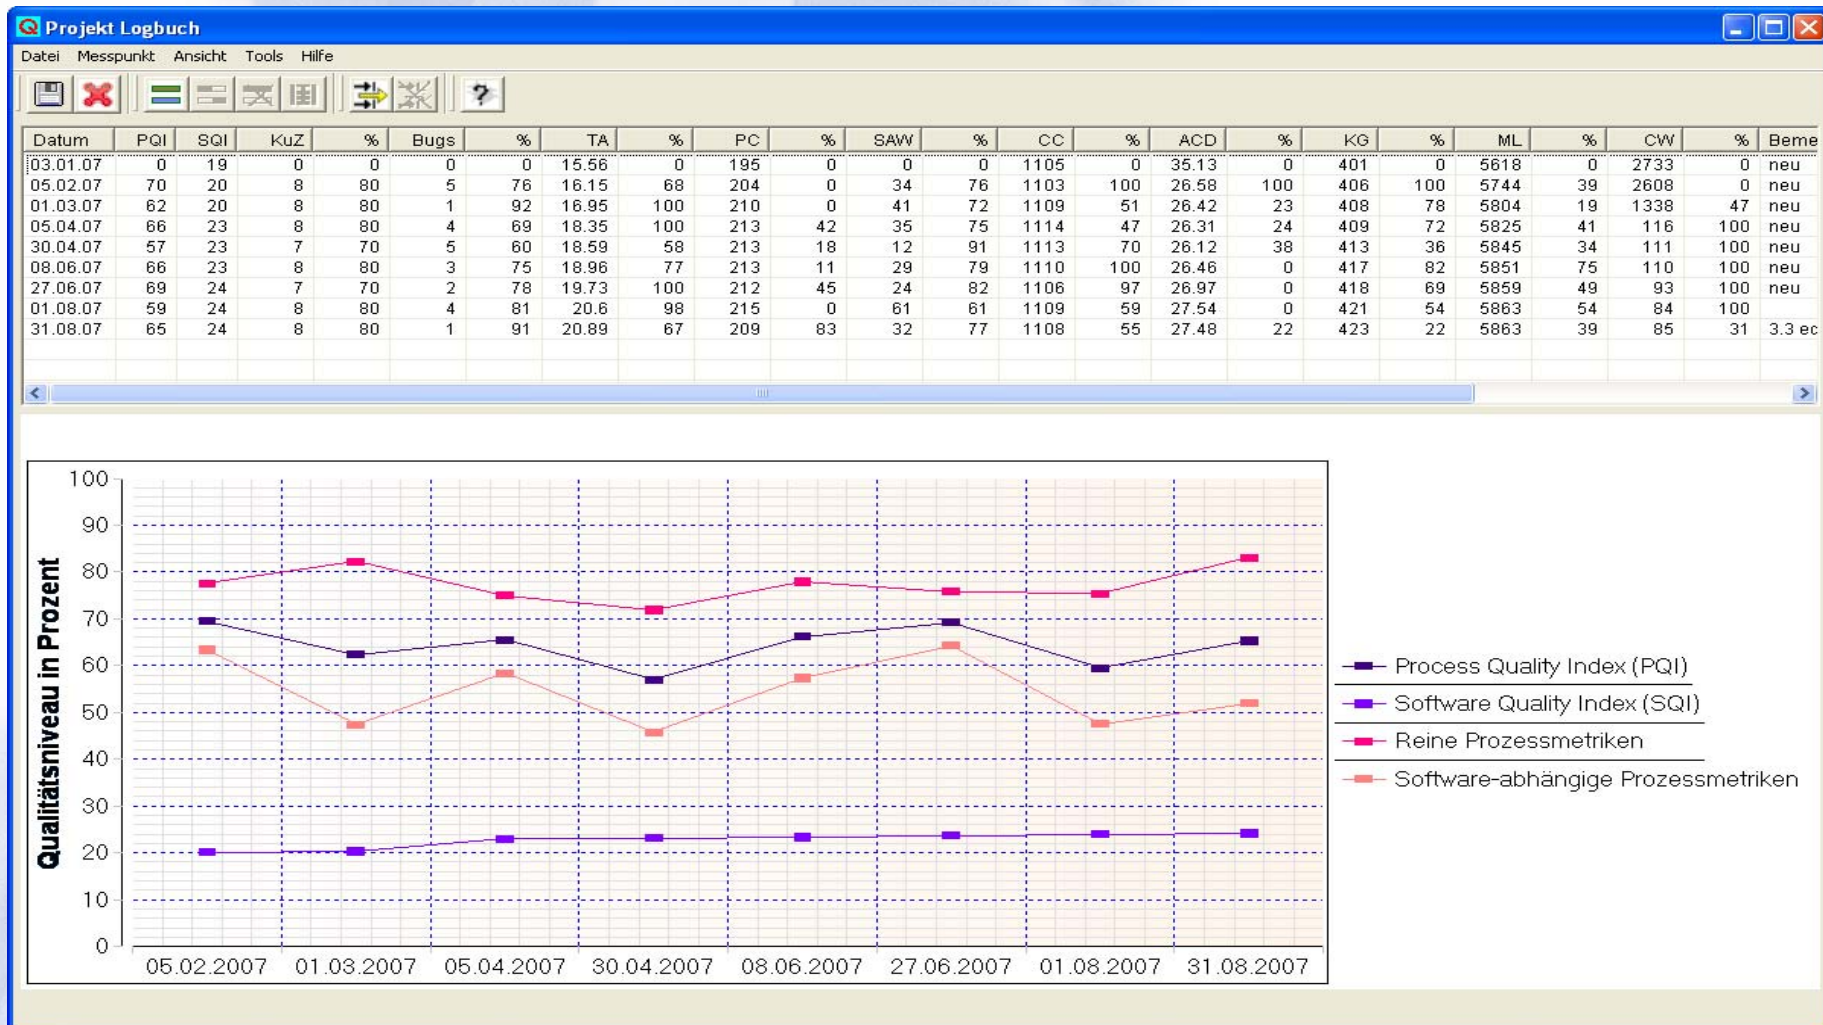 Projekt Logbuch
Datei Messpunkt Ansicht Tools Hilfe
Datum PQI SQI KuZ % Bugs % TA % PC % SAW % CC % ACD % KG % ML % CW % Beme
03.01.07 0 19 0 0 0 0 15.56 0 195 0 0 0 1105 0 35.13 0 401 0 5618 0 2733 0 neu
05.02.07 70 20 8 80 5 76 16.15 68 204 0 34 76 1103 100 26.58 100 406 100 5744 39 2608 0 neu
01.03.07 62 20 8 80 1 92 16.95 100 210 0 41 72 1109 51 26.42 23 408 78 5804 19 1338 47 neu
05.04.07 66 23 8 80 4 69 18.35 100 213 42 35 75 1114 47 26.31 24 409 72 5825 41 116 100 neu
30.04.07 57 23 7 70 5 60 18.59 58 213 18 12 91 1113 70 26.12 38 413 36 5845 34 111 100 neu
08.06.07 66 23 8 80 3 75 18.96 77 213 11 29 79 1110 100 26.46 0 417 82 5851 75 110 100 neu
27.06.07 69 24 7 70 2 78 19.73 100 212 45 24 82 1106 97 26.97 0 418 69 5859 49 93 100 neu
01.08.07 59 24 8 80 4 81 20.6 98 215 0 61 61 1109 59 27.54 0 421 54 5863 54 84 100
31.08.07 65 24 8 80 1 91 20.89 67 209 83 32 77 1108 55 27.48 22 423 22 5863 39 85 31 3.3 ec
Qualitätsniveau in Prozent
100
90
80
70
60
50
40
30
20
10
0
05.02.2007 01.03.2007 05.04.2007 30.04.2007 08.06.2007 27.06.2007 01.08.2007 31.08.2007
Process Quality Index (PQI)
Software Quality Index (SQI)
Reine Prozessmetriken
Software-abhängige Prozessmetriken